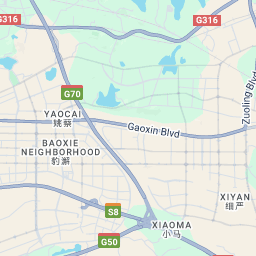 G316
G316
Zuoling Blvd
G70
YAOCAI
姚蔡
Gaoxin Blvd
BAOXIE
NEIGHBORHOOD
豹澥
XIYAN
细严
S8
XIAOMA
小马
G50